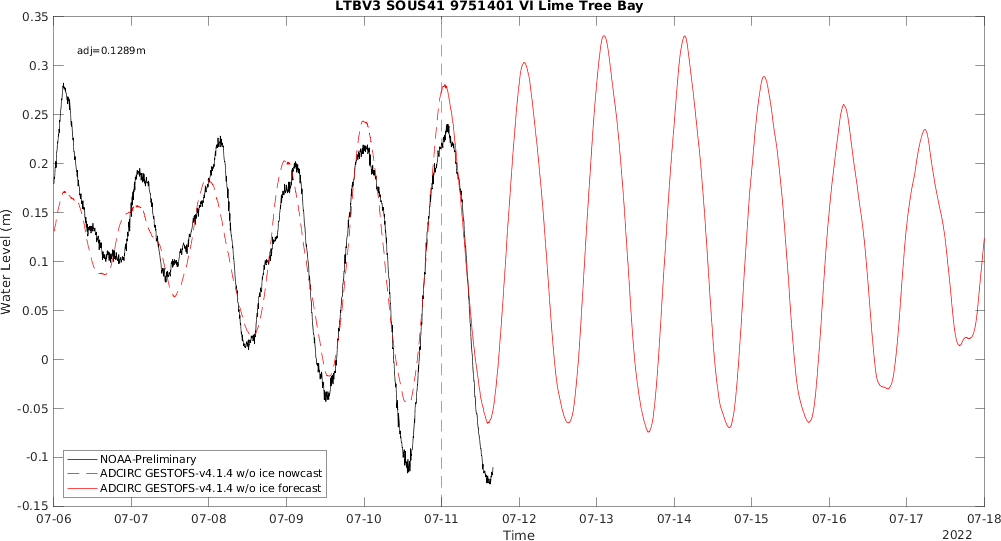 LTBV3 SOUS41 9751401 VI Lime Tree Bay
adj=0.1289m
0.35
0.3
0.25
0.2
0.15
0.1
0.05
0
-0.05
-0.1
-0.15
Water Level (m)
NOAA-Preliminary
ADCIRC GESTOFS-v4.1.4 w/o ice nowcast
ADCIRC GESTOFS-v4.1.4 w/o ice forecast
07-06 07-07 07-08 07-09 07-10 07-11 07-12 07-13 07-14 07-15 07-16 07-17 07-18
Time
2022